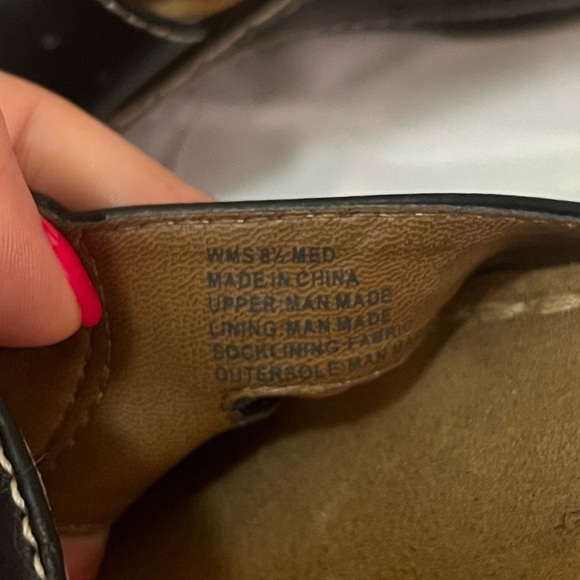 WMS 8½ MED
MADE IN CHINA
UPPER-MAN MADE
LINING-MAN MADE
SOCKLINING-FABRIC
OUTERSOLE-MAN